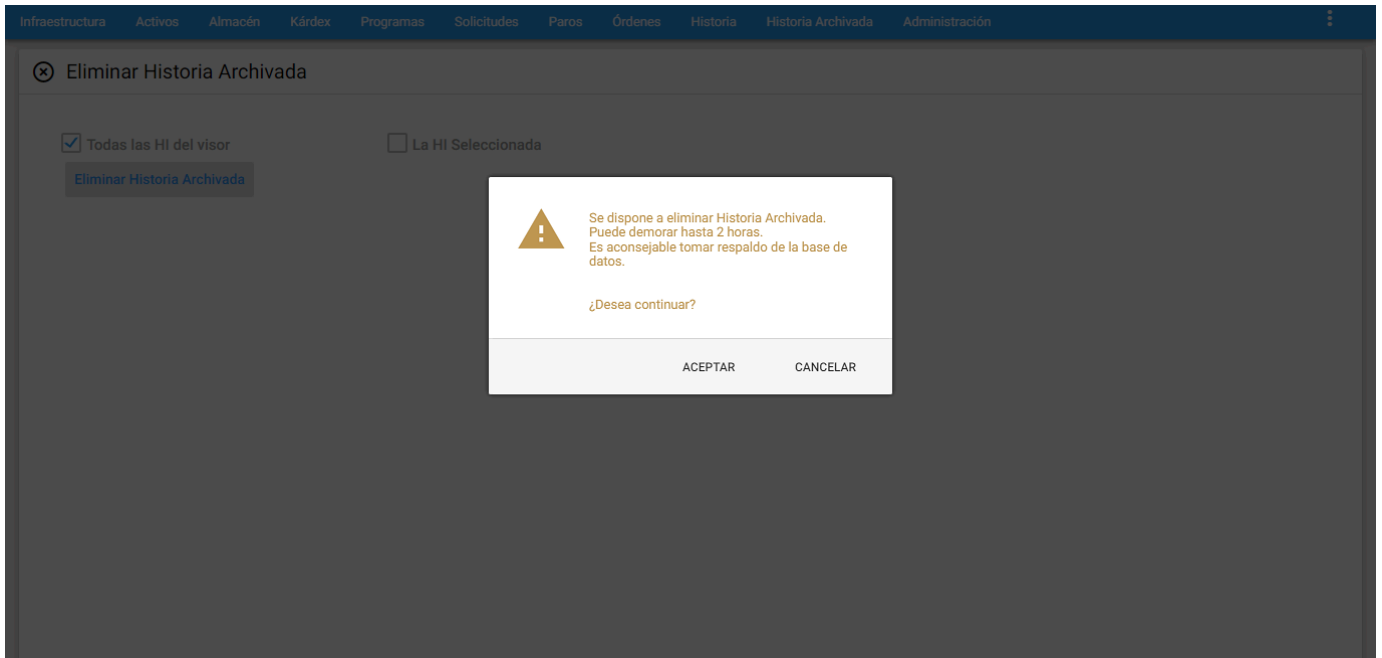 Infraestructura Activos Almacén Kárdex Programas Solicitudes Paros Órdenes Historia Historia Archivada Administración
Eliminar Historia Archivada
Todas las HI del visor La HI Seleccionada
Eliminar Historia Archivada
Se dispone a eliminar Historia Archivada.
Puede demorar hasta 2 horas.
Es aconsejable tomar respaldo de la base de
datos.
¿Desea continuar?
ACEPTAR CANCELAR